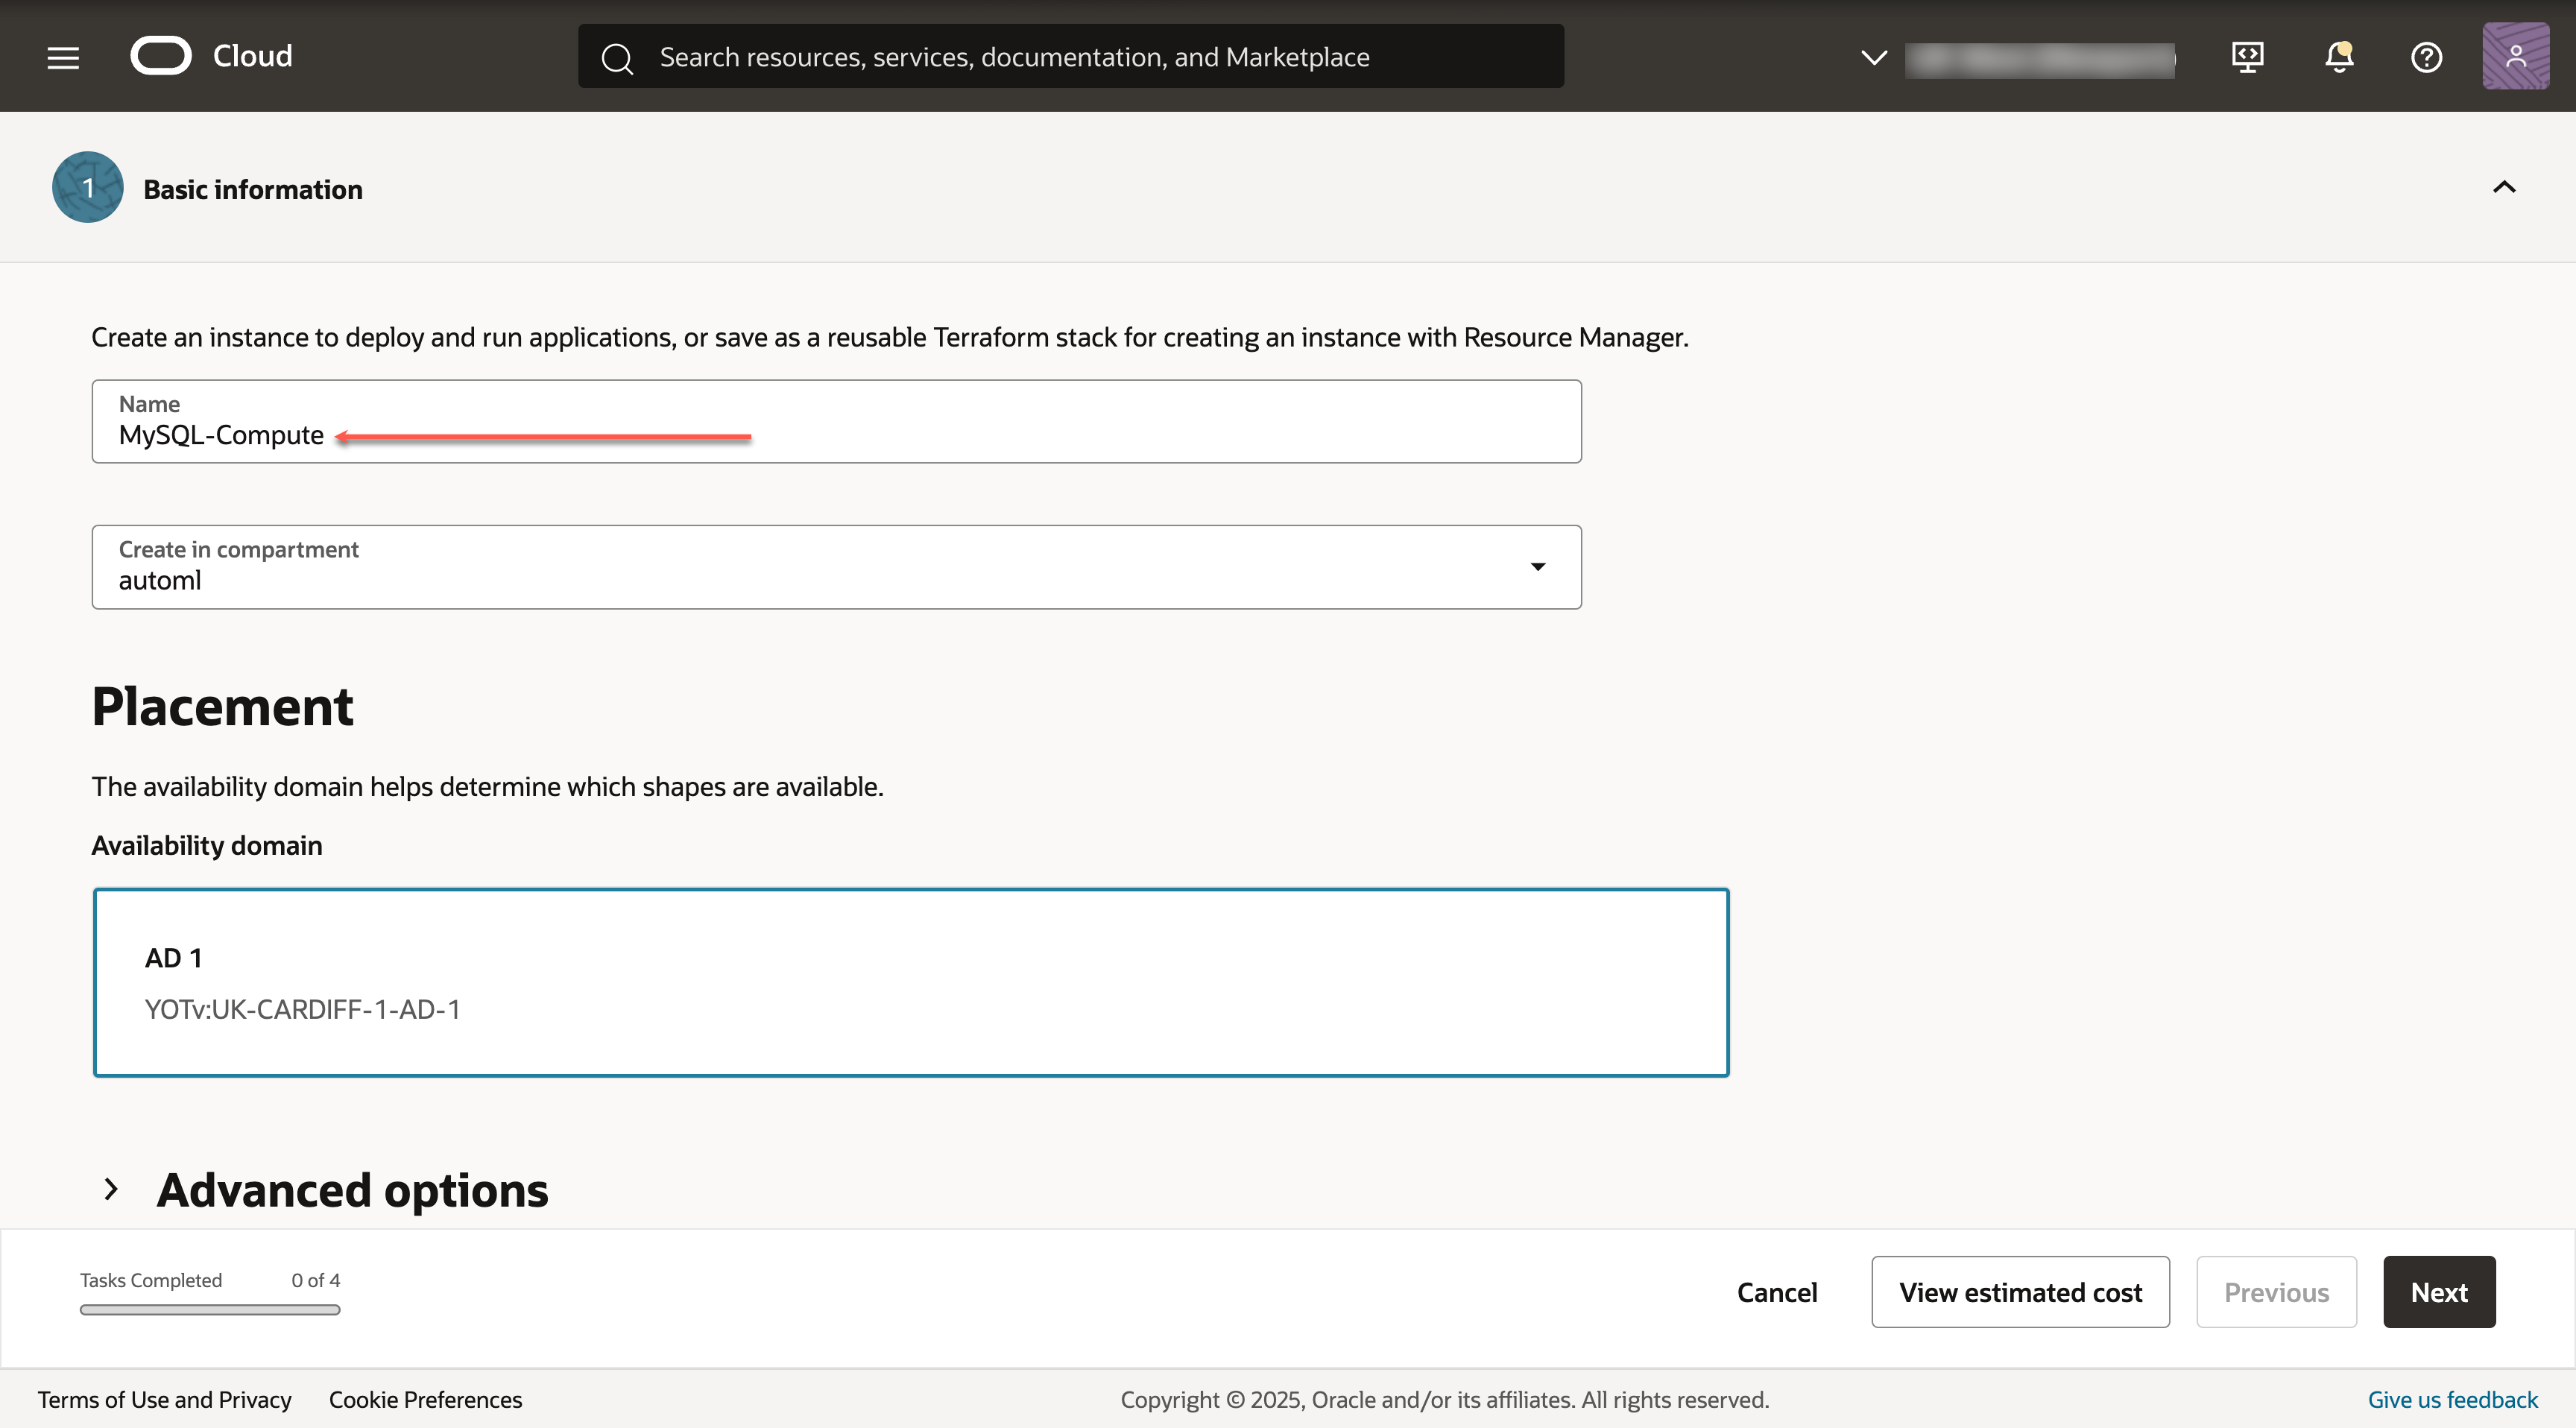 Cloud
Search resources, services, documentation, and Marketplace
1
Basic information
Create an instance to deploy and run applications, or save as a reusable Terraform stack for creating an instance with Resource Manager.
Name
MySQL-Compute
Create in compartment
automl
Placement
The availability domain helps determine which shapes are available.
Availability domain
AD 1
YOTv:UK-CARDIFF-1-AD-1
Advanced options
Tasks Completed 0 of 4
Cancel View estimated cost Previous Next
Terms of Use and Privacy Cookie Preferences Copyright © 2025, Oracle and/or its affiliates. All rights reserved. Give us feedback